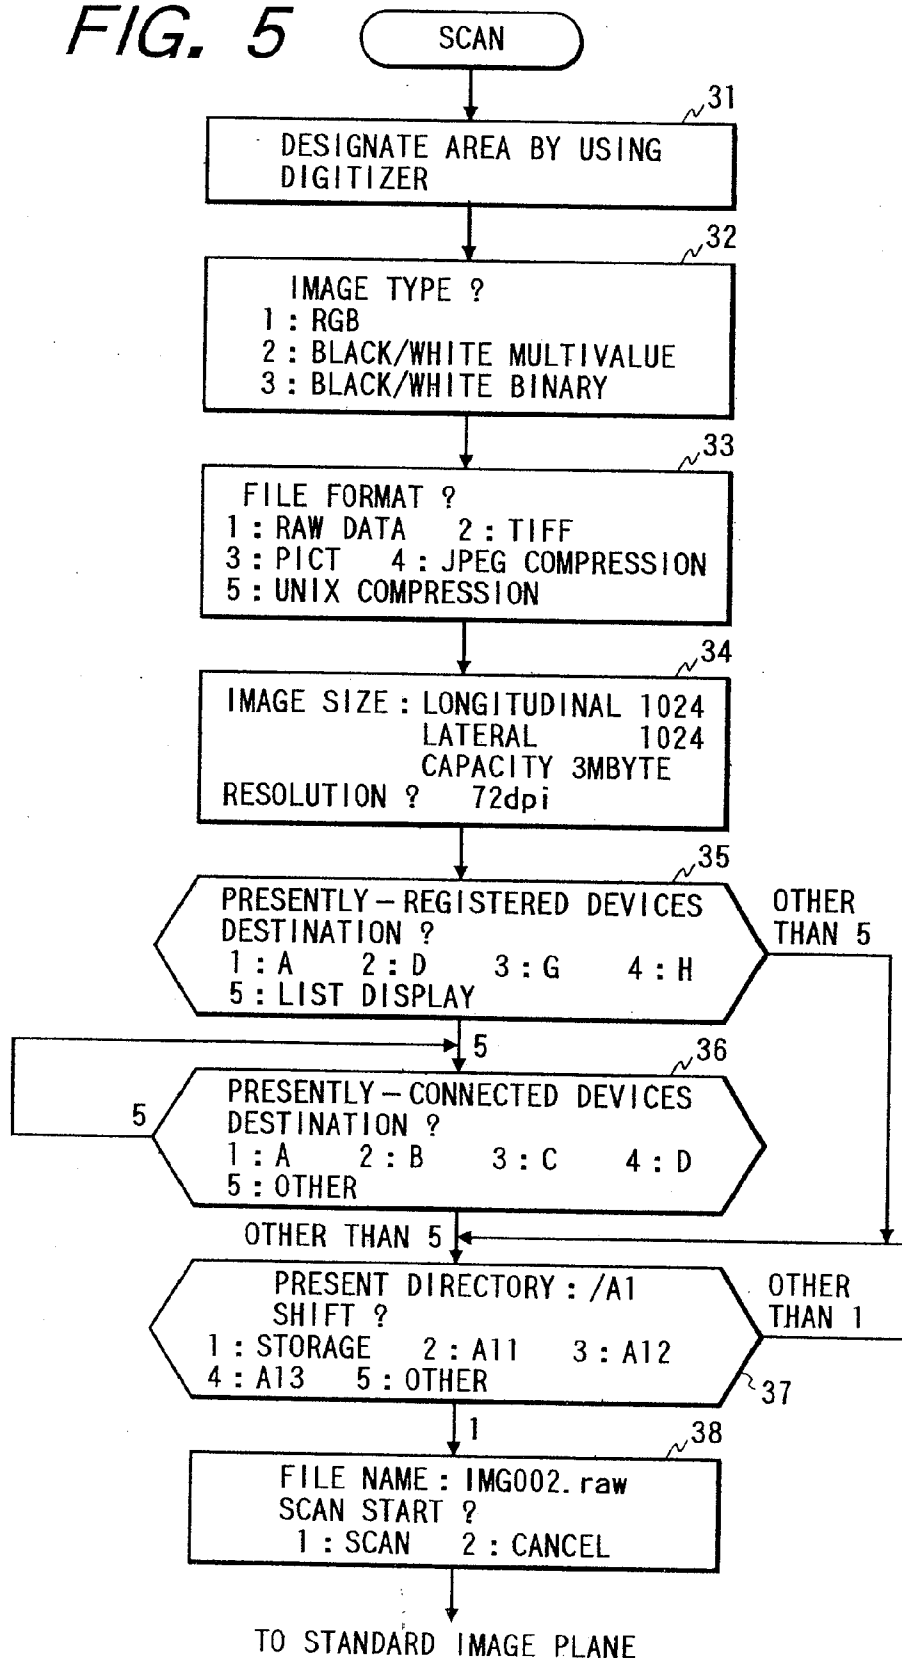 FIG. 5
SCAN
31
DESIGNATE AREA BY USING
DIGITIZER
32
IMAGE TYPE ?
1 : RGB
2 : BLACK/WHITE MULTIVALUE
3 : BLACK/WHITE BINARY
33
FILE FORMAT ?
1 : RAW DATA 2 : TIFF
3 : PICT 4 : JPEG COMPRESSION
5 : UNIX COMPRESSION
34
IMAGE SIZE : LONGITUDINAL 1024
LATERAL 1024
CAPACITY 3MBYTE
RESOLUTION ? 72dpi
35
PRESENTLY-REGISTERED DEVICES
DESTINATION ?
1 : A 2 : D 3 : G 4 : H
5 : LIST DISPLAY
OTHER
THAN 5
5
36
PRESENTLY-CONNECTED DEVICES
DESTINATION ?
1 : A 2 : B 3 : C 4 : D
5 : OTHER
5
OTHER THAN 5
PRESENT DIRECTORY : /A1
SHIFT ?
1 : STORAGE 2 : A11 3 : A12
4 : A13 5 : OTHER
OTHER
THAN 1
37
1
38
FILE NAME : IMG002.raw
SCAN START ?
1 : SCAN 2 : CANCEL
TO STANDARD IMAGE PLANE